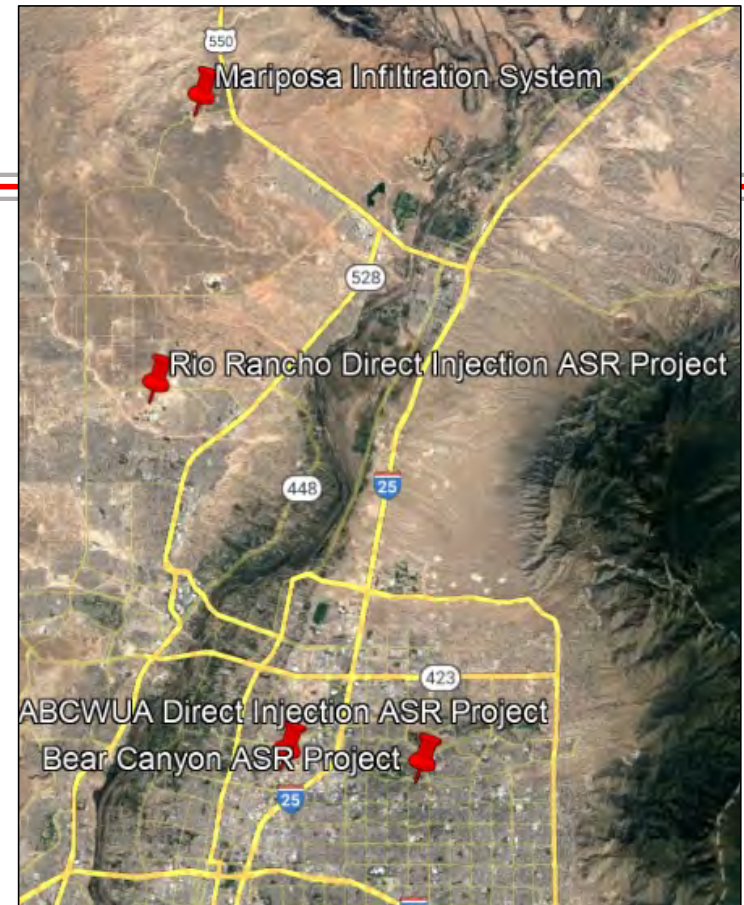 550
Mariposa Infiltration System
528
Rio Rancho Direct Injection ASR Project
448
25
423
ABCWUA Direct Injection ASR Project
Bear Canyon ASR Project
25